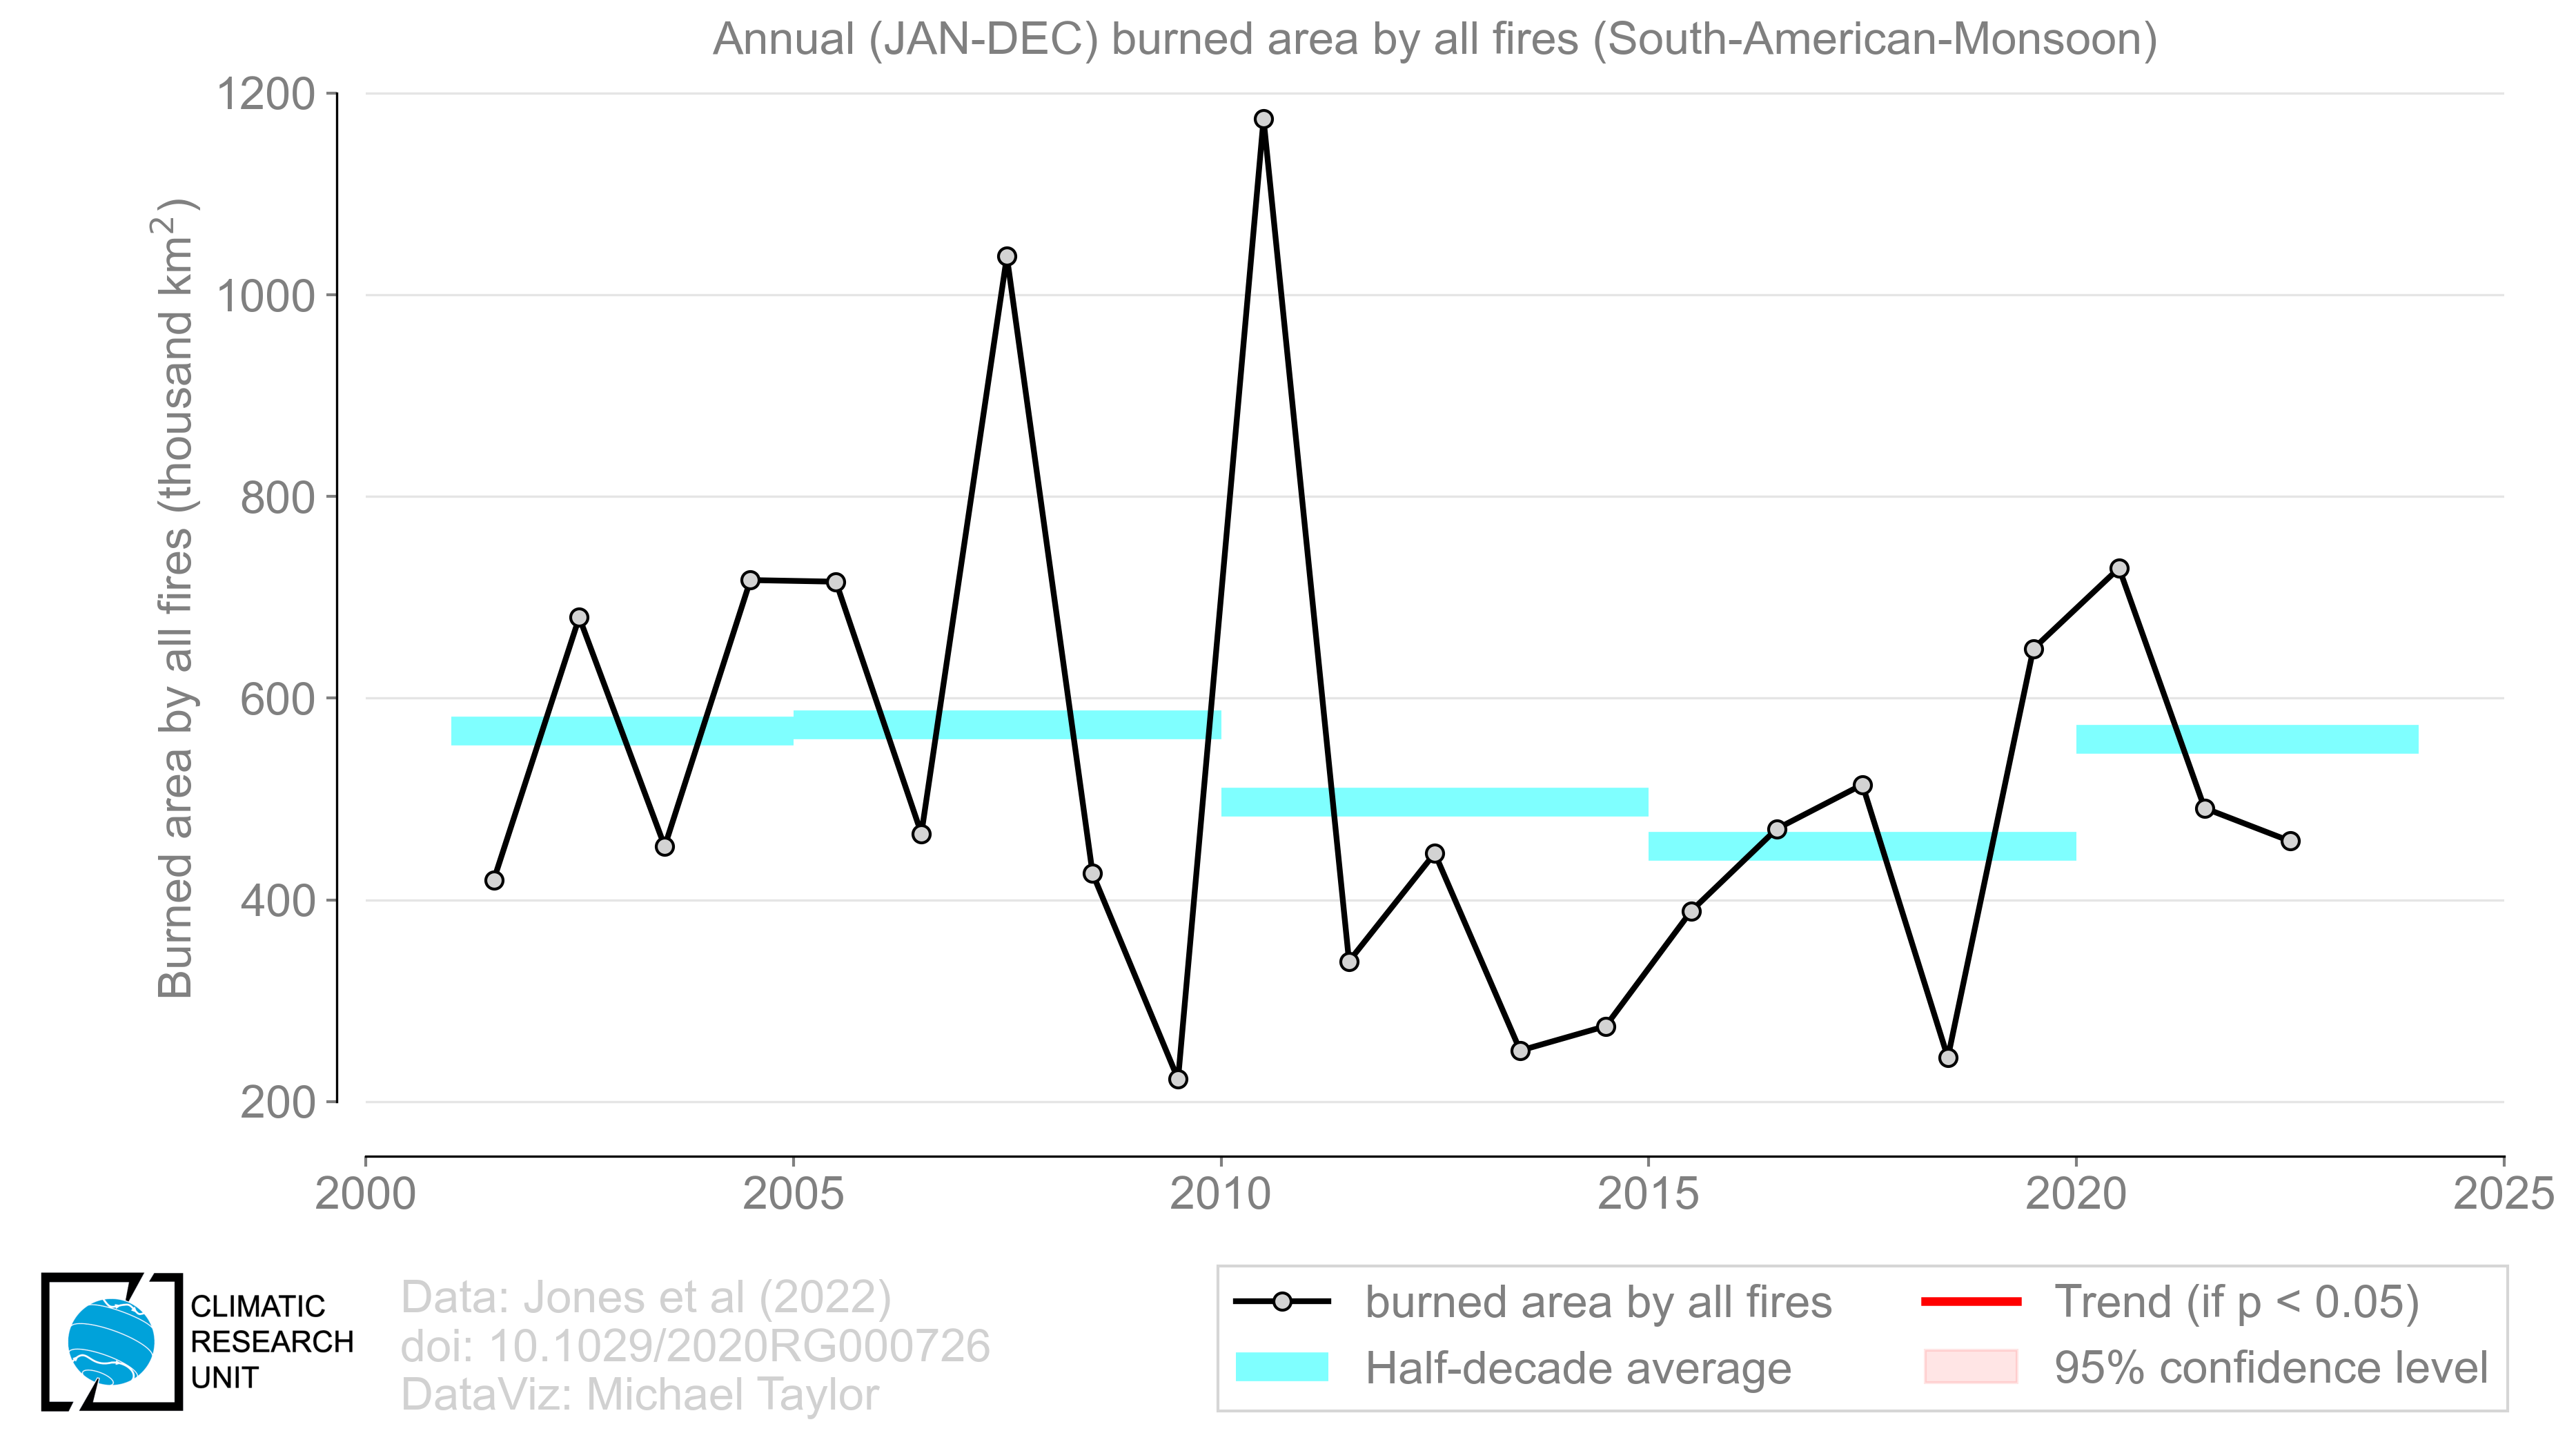 Annual (JAN-DEC) burned area by all fires (South-American-Monsoon)
Burned area by all fires (thousand km²)
1200
1000
800
600
400
200
2000
2005
2010
2015
2020
2025
CLIMATIC
RESEARCH
UNIT
Data: Jones et al (2022)
doi: 10.1029/2020RG000726
DataViz: Michael Taylor
burned area by all fires
Half-decade average
Trend (if p < 0.05)
95% confidence level